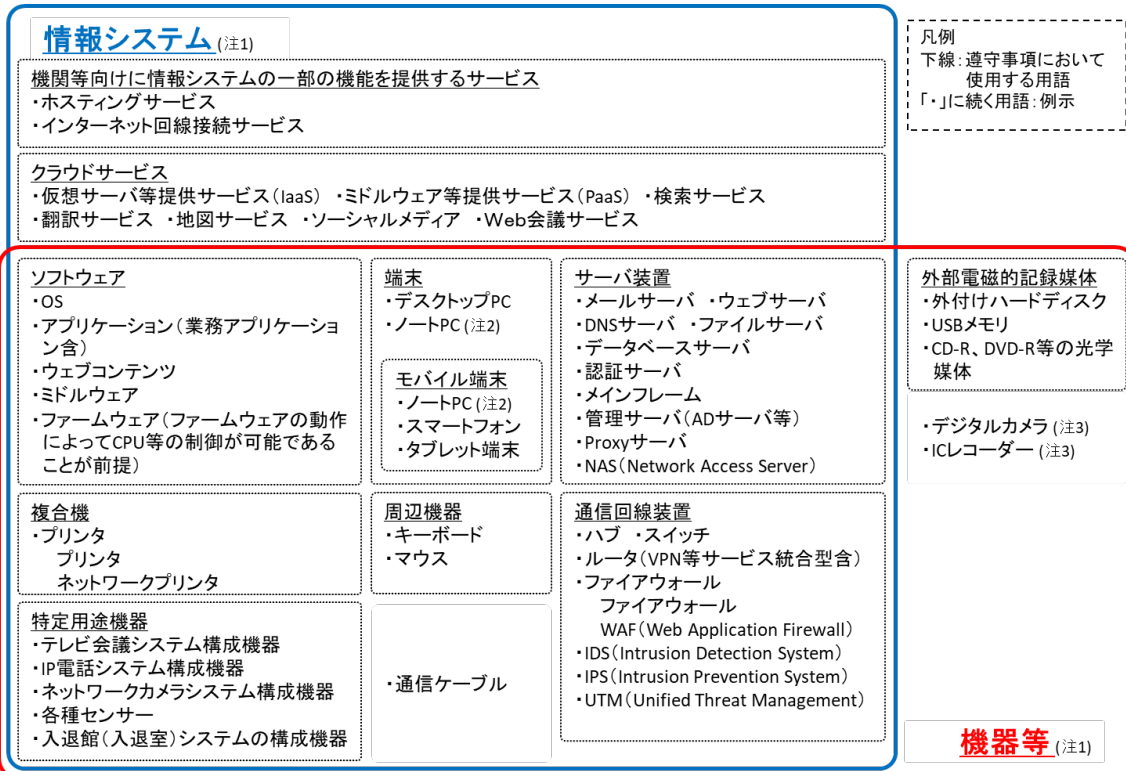 情報システム(注1)
機関等向けに情報システムの一部の機能を提供するサービス
・ホスティングサービス
・インターネット回線接続サービス
クラウドサービス
・仮想サーバ等提供サービス(IaaS) ・ミドルウェア等提供サービス(PaaS) ・検索サービス
・翻訳サービス ・地図サービス ・ソーシャルメディア ・Web会議サービス
凡例
下線:遵守事項において
使用する用語
「・」に続く用語:例示
ソフトウェア
・OS
・アプリケーション(業務アプリケーショ
ン含)
・ウェブコンテンツ
・ミドルウェア
・ファームウェア(ファームウェアの動作
によってCPU等の制御が可能である
ことが前提)
端末
・デスクトップPC
・ノートPC (注2)
モバイル端末
・ノートPC (注2)
・スマートフォン
・タブレット端末
サーバ装置
・メールサーバ ・ウェブサーバ
・DNSサーバ ・ファイルサーバ
・データベースサーバ
・認証サーバ
・メインフレーム
・管理サーバ(ADサーバ等)
・Proxyサーバ
・NAS(Network Access Server)
外部電磁的記録媒体
・外付けハードディスク
・USBメモリ
・CD-R、DVD-R等の光学
媒体
・デジタルカメラ (注3)
・ICレコーダー (注3)
複合機
・プリンタ
プリンタ
ネットワークプリンタ
周辺機器
・キーボード
・マウス
通信回線装置
・ハブ ・スイッチ
・ルータ(VPN等サービス統合型含)
・ファイアウォール
ファイアウォール
WAF(Web Application Firewall)
・IDS(Intrusion Detection System)
・IPS(Intrusion Prevention System)
・UTM(Unified Threat Management)
特定用途機器
・テレビ会議システム構成機器
・IP電話システム構成機器
・ネットワークカメラシステム構成機器
・各種センサー
・入退館(入退室)システムの構成機器
・通信ケーブル
機器等(注1)